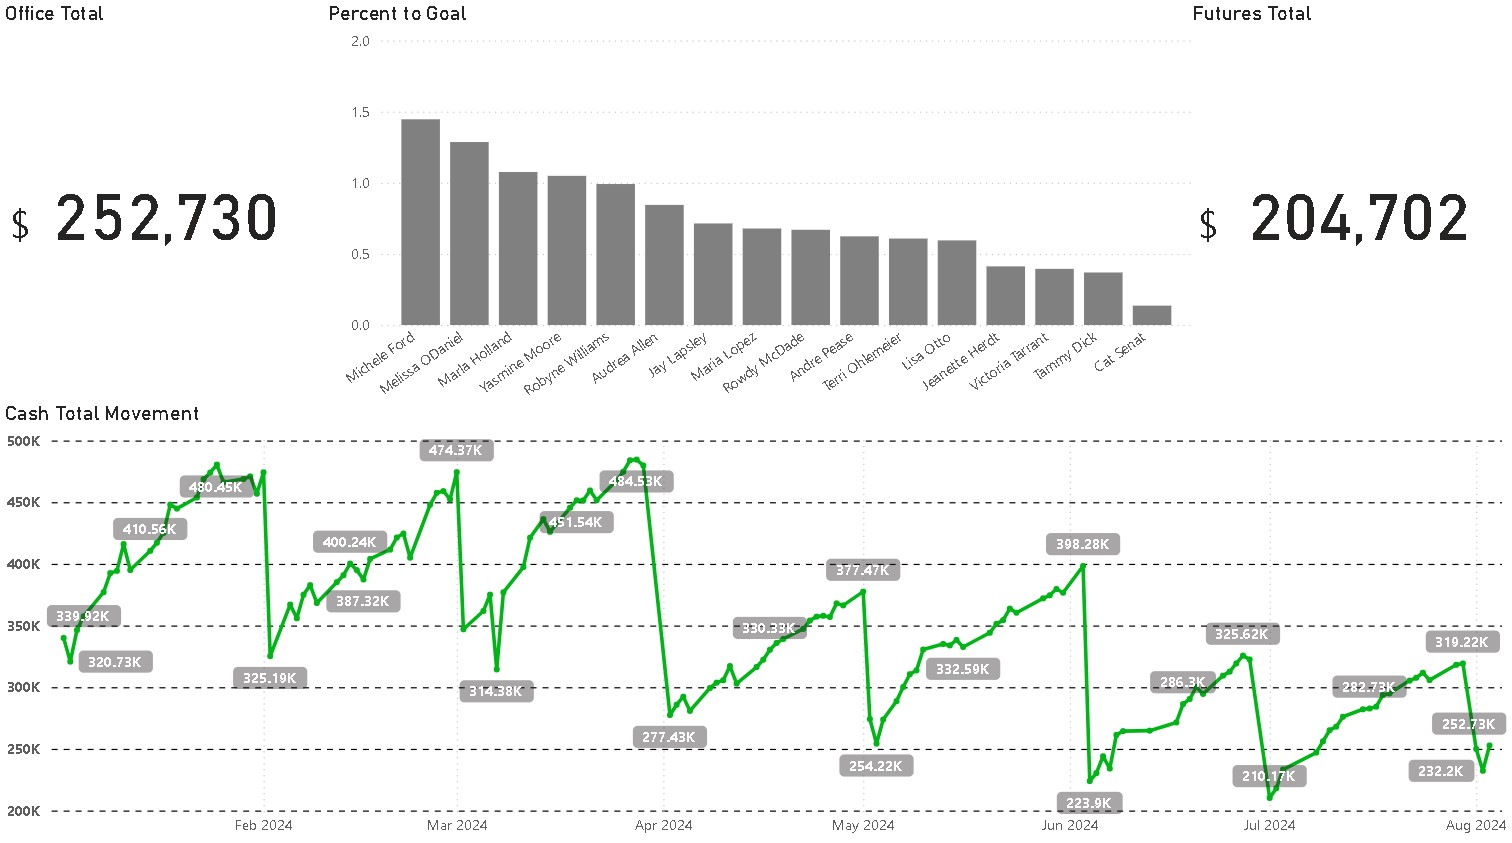 Office Total
Percent to Goal
Futures Total
2.0
1.5
1.0
0.5
0.0
$ 252,730
$ 204,702
Michele Ford
Melissa ODaniel
Marla Holland
Yasmine Moore
Robyne Williams
Audrea Allen
Jay Lapsley
Maria Lopez
Rowdy McDade
Andre Pease
Terri Ohlemeier
Lisa Otto
Jeanette Herdt
Victoria Tarrant
Tammy Dick
Cat Senat
Cash Total Movement
500K
450K
400K
350K
300K
250K
200K
339.92K
320.73K
410.56K
480.45K
325.19K
400.24K
387.32K
474.37K
314.38K
451.54K
484.53K
277.43K
330.33K
377.47K
254.22K
332.59K
398.28K
223.9K
286.3K
325.62K
210.17K
282.73K
319.22K
252.73K
232.2K
Feb 2024
Mar 2024
Apr 2024
May 2024
Jun 2024
Jul 2024
Aug 2024